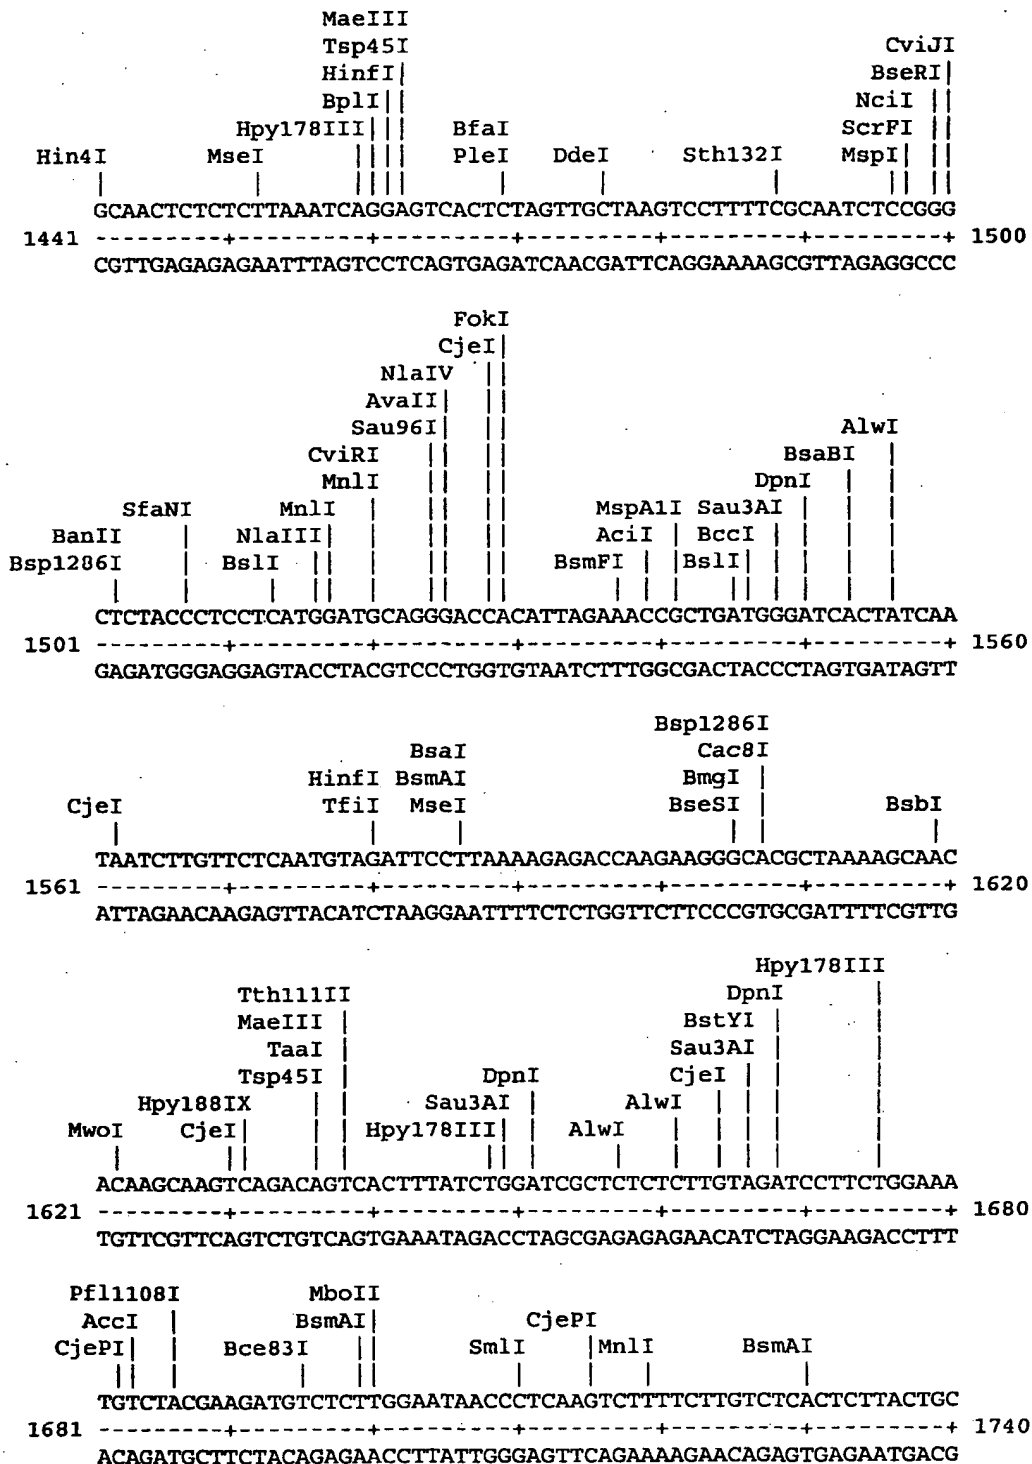 MaeIII
Tsp45I
CviJI
HinfI
BseRI
BplI
NciI
Hpy178III
BfaI
ScrFI
Hin4I MseI PleI DdeI Sth132I MspI
GCAACTCTCTCTTAAATCAGGAGTCACTCTAGTTGCTAAGTCCTTTTCGCAATCTCCGGG
1441 ---------+---------+---------+---------+---------+---------+ 1500
CGTTGAGAGAGAATTTAGTCCTCAGTGAGATCAACGATTCAGGAAAAGCGTTAGAGGCCC
FokI
CjeI
NlaIV
AvaII
Sau96I AlwI
CviRI BsaBI
MnlI DpnI
SfaNI MnlI MspA1I Sau3AI
BanII NlaIII AciI BccI
Bsp1286I BslI BsmFI BslI
CTCTACCCTCCTCATGGATGCAGGGACCACATTAGAAACCGCTGATGGGATCACTATCAA
1501 ---------+---------+---------+---------+---------+---------+ 1560
GAGATGGGAGGAGTACCTACGTCCCTGGTGTAATCTTTGGCGACTACCCTAGTGATAGTT
Bsp1286I
BsaI Cac8I
HinfI BsmAI BmgI
CjeI TfiI MseI BseSI BsbI
TAATCTTGTTCTCAATGTAGATTCCTTAAAAGAGACCAAGAAGGGCACGCTAAAAGCAAC
1561 ---------+---------+---------+---------+---------+---------+ 1620
ATTAGAACAAGAGTTACATCTAAGGAATTTTCTCTGGTTCTTCCCGTGCGATTTTCGTTG
Hpy178III
Tth111II DpnI
MaeIII BstYI
TaaI Sau3AI
Tsp45I DpnI CjeI
Hpy188IX Sau3AI AlwI
MwoI CjeI Hpy178III AlwI
ACAAGCAAGTCAGACAGTCACTTTATCTGGATCGCTCTCTCTTGTAGATCCTTCTGGAAA
1621 ---------+---------+---------+---------+---------+---------+ 1680
TGTTCGTTCAGTCTGTCAGTGAAATAGACCTAGCGAGAGAGAACATCTAGGAAGACCTTT
Pfl1108I MboII
AccI BsmAI CjePI
CjePI Bce83I SmlI MnlI BsmAI
TGTCTACGAAGATGTCTCTTGGAATAACCCTCAAGTCTTTTCTTGTCTCACTCTTACTGC
1681 ---------+---------+---------+---------+---------+---------+ 1740
ACAGATGCTTCTACAGAGAACCTTATTGGGAGTTCAGAAAAGAACAGAGTGAGAATGACG